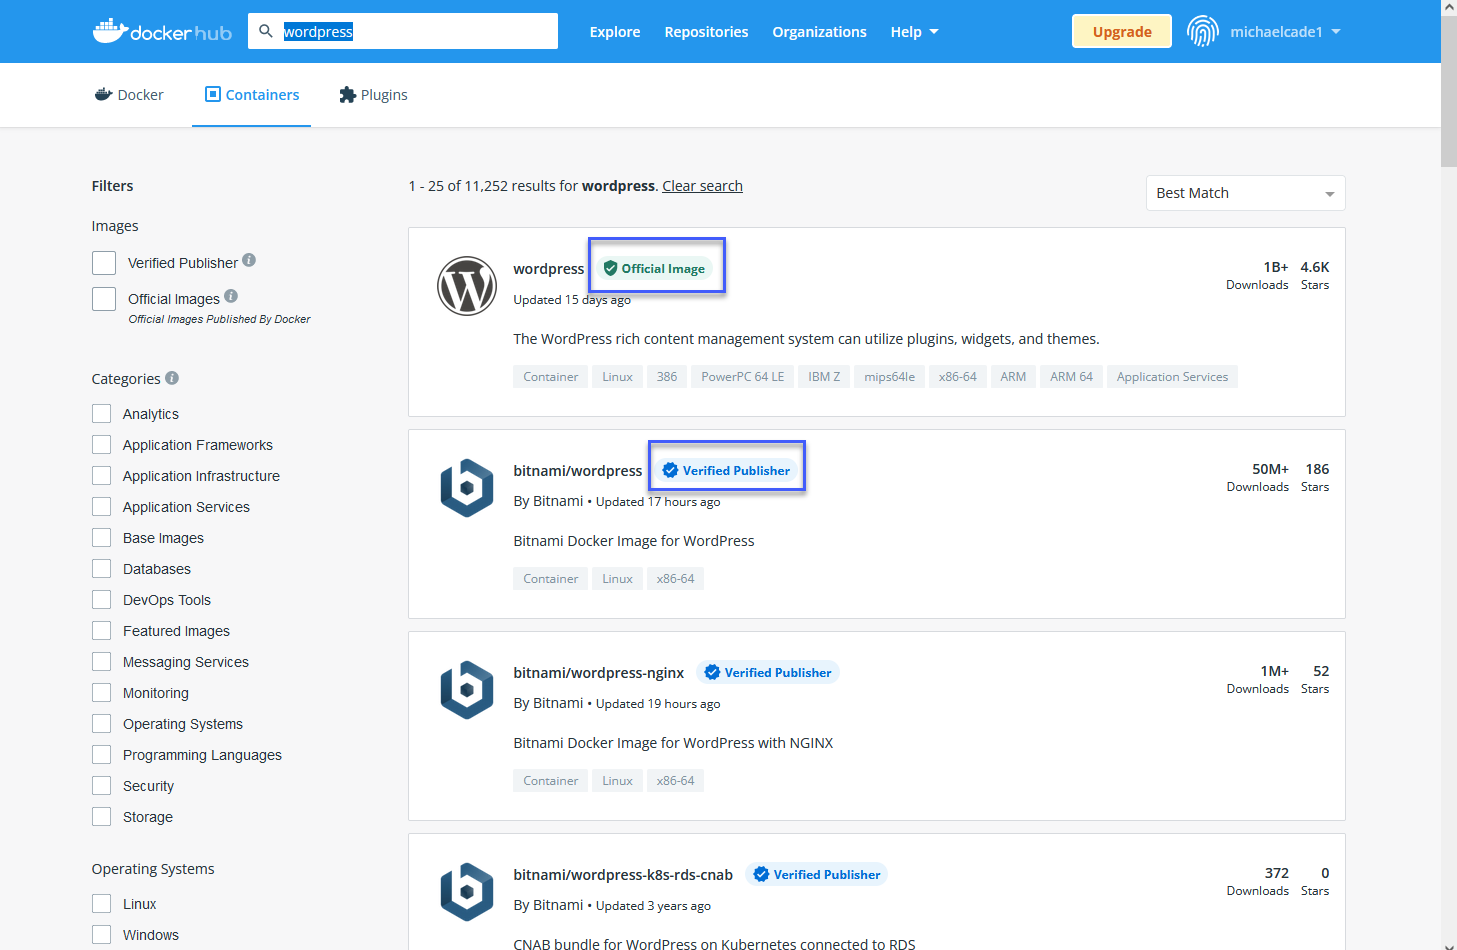 docker hub
wordpress
Explore Repositories Organizations Help
Upgrade
michaelcade1
Docker
Containers
Plugins
Filters
Images
Verified Publisher
Official Images
Official Images Published By Docker
Categories
Analytics
Application Frameworks
Application Infrastructure
Application Services
Base Images
Databases
DevOps Tools
Featured Images
Messaging Services
Monitoring
Operating Systems
Programming Languages
Security
Storage
Operating Systems
Linux
Windows
1 - 25 of 11,252 results for wordpress. Clear search
Best Match
wordpress Official Image
Updated 15 days ago
1B+ 4.6K
Downloads Stars
The WordPress rich content management system can utilize plugins, widgets, and themes.
Container Linux 386 PowerPC 64 LE IBM Z mips64le x86-64 ARM ARM 64 Application Services
bitnami/wordpress Verified Publisher
By Bitnami • Updated 17 hours ago
50M+ 186
Downloads Stars
Bitnami Docker Image for WordPress
Container Linux x86-64
bitnami/wordpress-nginx Verified Publisher
By Bitnami • Updated 19 hours ago
1M+ 52
Downloads Stars
Bitnami Docker Image for WordPress with NGINX
Container Linux x86-64
bitnami/wordpress-k8s-rds-cnab Verified Publisher
By Bitnami • Updated 3 years ago
372 0
Downloads Stars
CNAB bundle for WordPress on Kubernetes connected to RDS